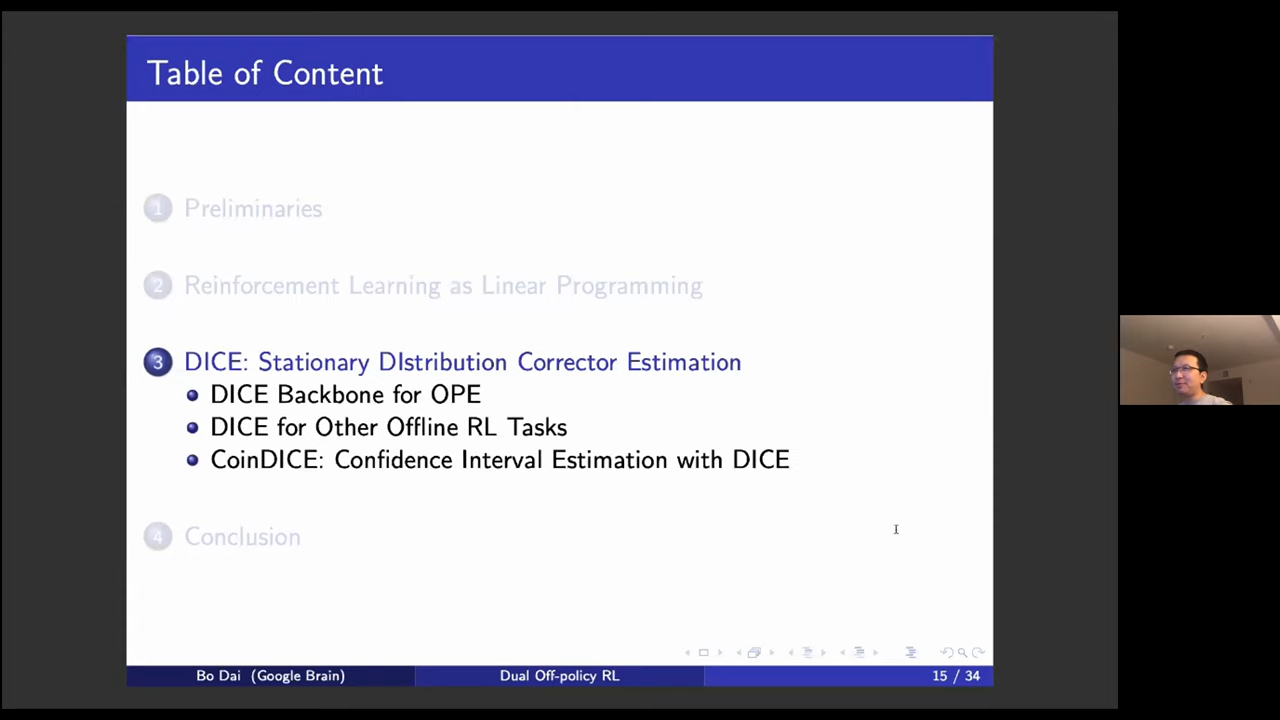 Table of Content
1 Preliminaries
2 Reinforcement Learning as Linear Programming
3 DICE: Stationary DIstribution Corrector Estimation
DICE Backbone for OPE
DICE for Other Offline RL Tasks
CoinDICE: Confidence Interval Estimation with DICE
4 Conclusion
Bo Dai (Google Brain) Dual Off-policy RL 15 / 34